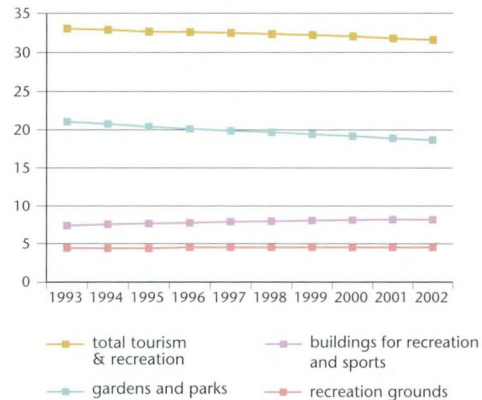 35
30
25
20
15
10
5
0
1993 1994 1995 1996 1997 1998 1999 2000 2001 2002
total tourism
& recreation
gardens and parks
buildings for recreation
and sports
recreation grounds